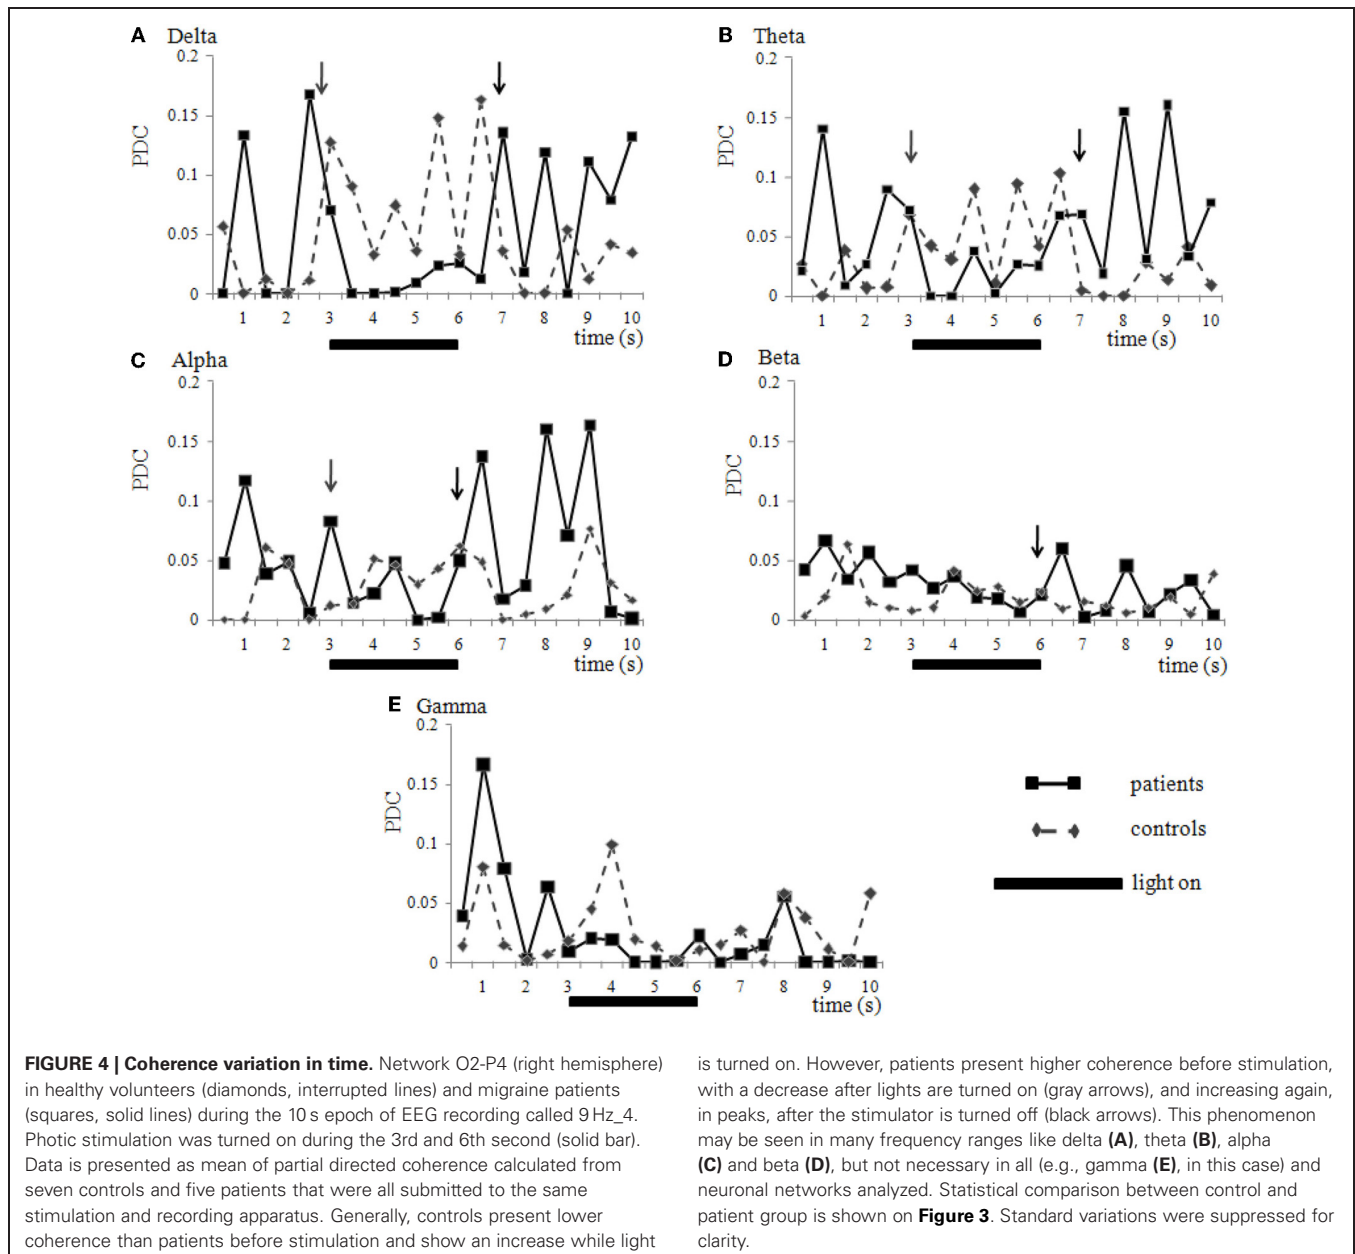 A Delta
0.2
0.15
0.1
0.05
0
PDC
1 2 3 4 5 6 7 8 9 10
time (s)
B Theta
0.2
0.15
0.1
0.05
0
PDC
1 2 3 4 5 6 7 8 9 10
time (s)
C Alpha
0.2
0.15
0.1
0.05
0
PDC
1 2 3 4 5 6 7 8 9 10
time (s)
D Beta
0.2
0.15
0.1
0.05
0
PDC
1 2 3 4 5 6 7 8 9 10
time (s)
E Gamma
0.2
0.15
0.1
0.05
0
PDC
1 2 3 4 5 6 7 8 9 10
time (s)
patients
controls
light on
FIGURE 4 | Coherence variation in time. Network O2-P4 (right hemisphere)
in healthy volunteers (diamonds, interrupted lines) and migraine patients
(squares, solid lines) during the 10 s epoch of EEG recording called 9 Hz_4.
Photic stimulation was turned on during the 3rd and 6th second (solid bar).
Data is presented as mean of partial directed coherence calculated from
seven controls and five patients that were all submitted to the same
stimulation and recording apparatus. Generally, controls present lower
coherence than patients before stimulation and show an increase while light
is turned on. However, patients present higher coherence before stimulation,
with a decrease after lights are turned on (gray arrows), and increasing again,
in peaks, after the stimulator is turned off (black arrows). This phenomenon
may be seen in many frequency ranges like delta (A), theta (B), alpha
(C) and beta (D), but not necessary in all (e.g., gamma (E), in this case) and
neuronal networks analyzed. Statistical comparison between control and
patient group is shown on Figure 3. Standard variations were suppressed for
clarity.